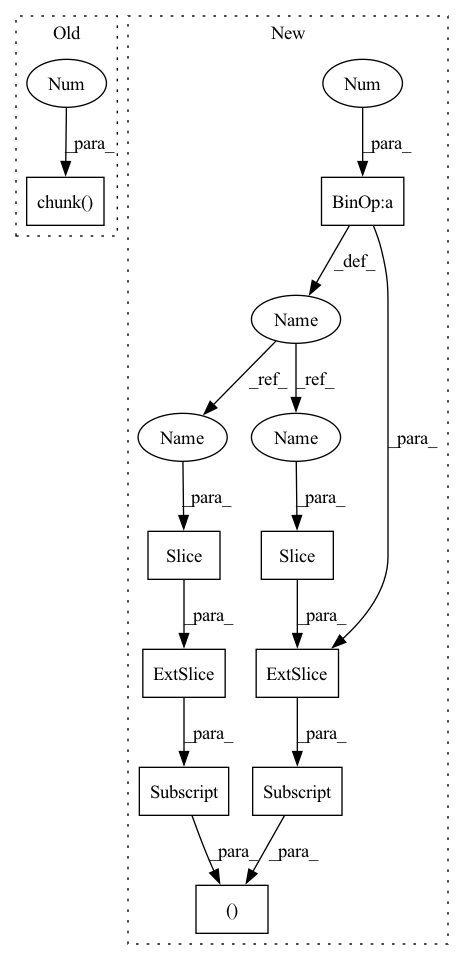 Old
New
Num
Num
_para_
_para_
chunk()
BinOp:a
_def_
Name
_ref_
_ref_
Name
Name
_para_
_para_
_para_
Slice
Slice
_para_
_para_
ExtSlice
ExtSlice
_para_
_para_
Subscript
Subscript
_para_
_para_
()